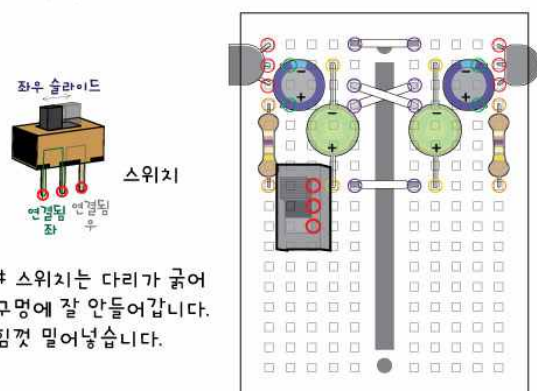 좌우 슬라이드
스위치
연결됨
좌
연결됨
우
# 스위치는 다리가 굵어
구멍에 잘 안들어갑니다.
힘껏 밀어넣습니다.
- -
+ +
- -
+ +